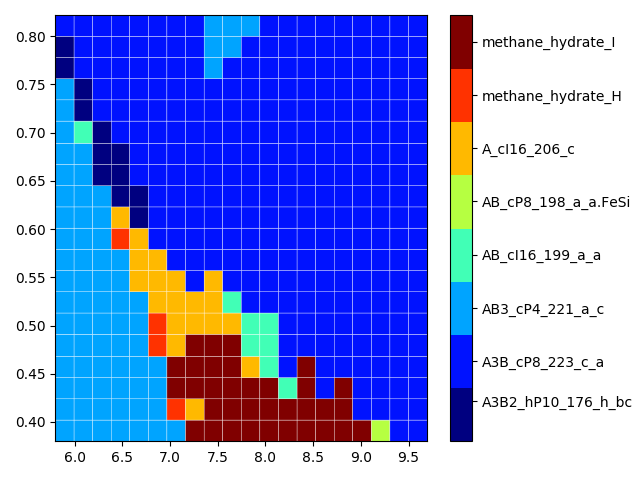 0.80
0.75
0.70
0.65
0.60
0.55
0.50
0.45
0.40
6.0 6.5 7.0 7.5 8.0 8.5 9.0 9.5
methane_hydrate_I
methane_hydrate_H
A_cI16_206_c
AB_cP8_198_a_a.FeSi
AB_cI16_199_a_a
AB3_cP4_221_a_c
A3B_cP8_223_c_a
A3B2_hP10_176_h_bc